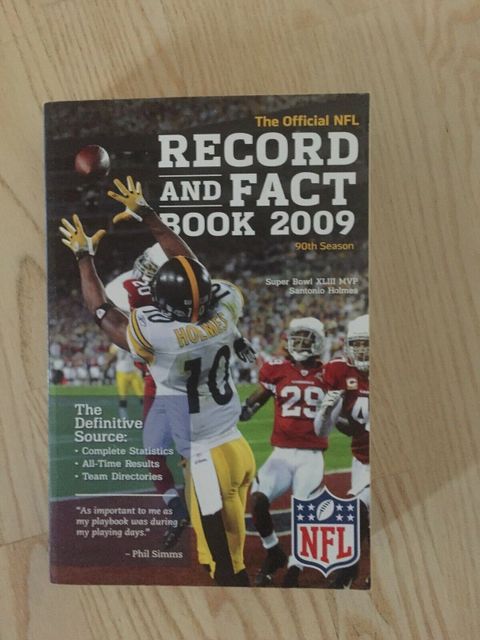 The Official NFL
RECORD
AND FACT
BOOK 2009
90th Season
Super Bowl XLIII MVP
Santonio Holmes
HOLMES
10
10
20
29
The
Definitive
Source:
• Complete Statistics
• All-Time Results
• Team Directories
"As important to me as
my playbook was during
my playing days."
– Phil Simms
NFL